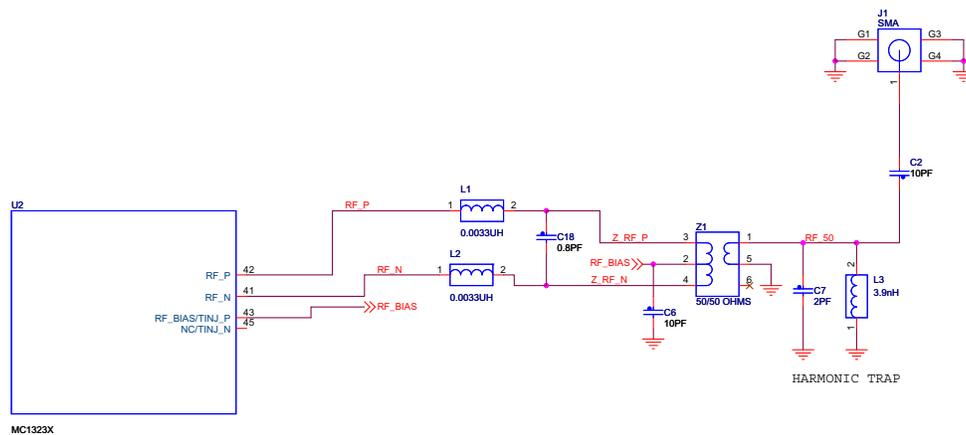 J1
SMA
G1 G3
G2 G4
1
C2
10PF
U2
L1
RF_P 1 2
0.0033UH
C18
0.8PF
L2
RF_N 1 2
0.0033UH
Z1
Z_RF_P 3 1 RF_50
RF_BIAS 2 5
Z_RF_N 4 6
50/50 OHMS
C6
10PF
C7
2PF
2
L3
3.9nH
1
RF_P 42
RF_N 41
RF_BIAS/TINJ_P 43 RF_BIAS
NC/TINJ_N 45
HARMONIC TRAP
MC1323X